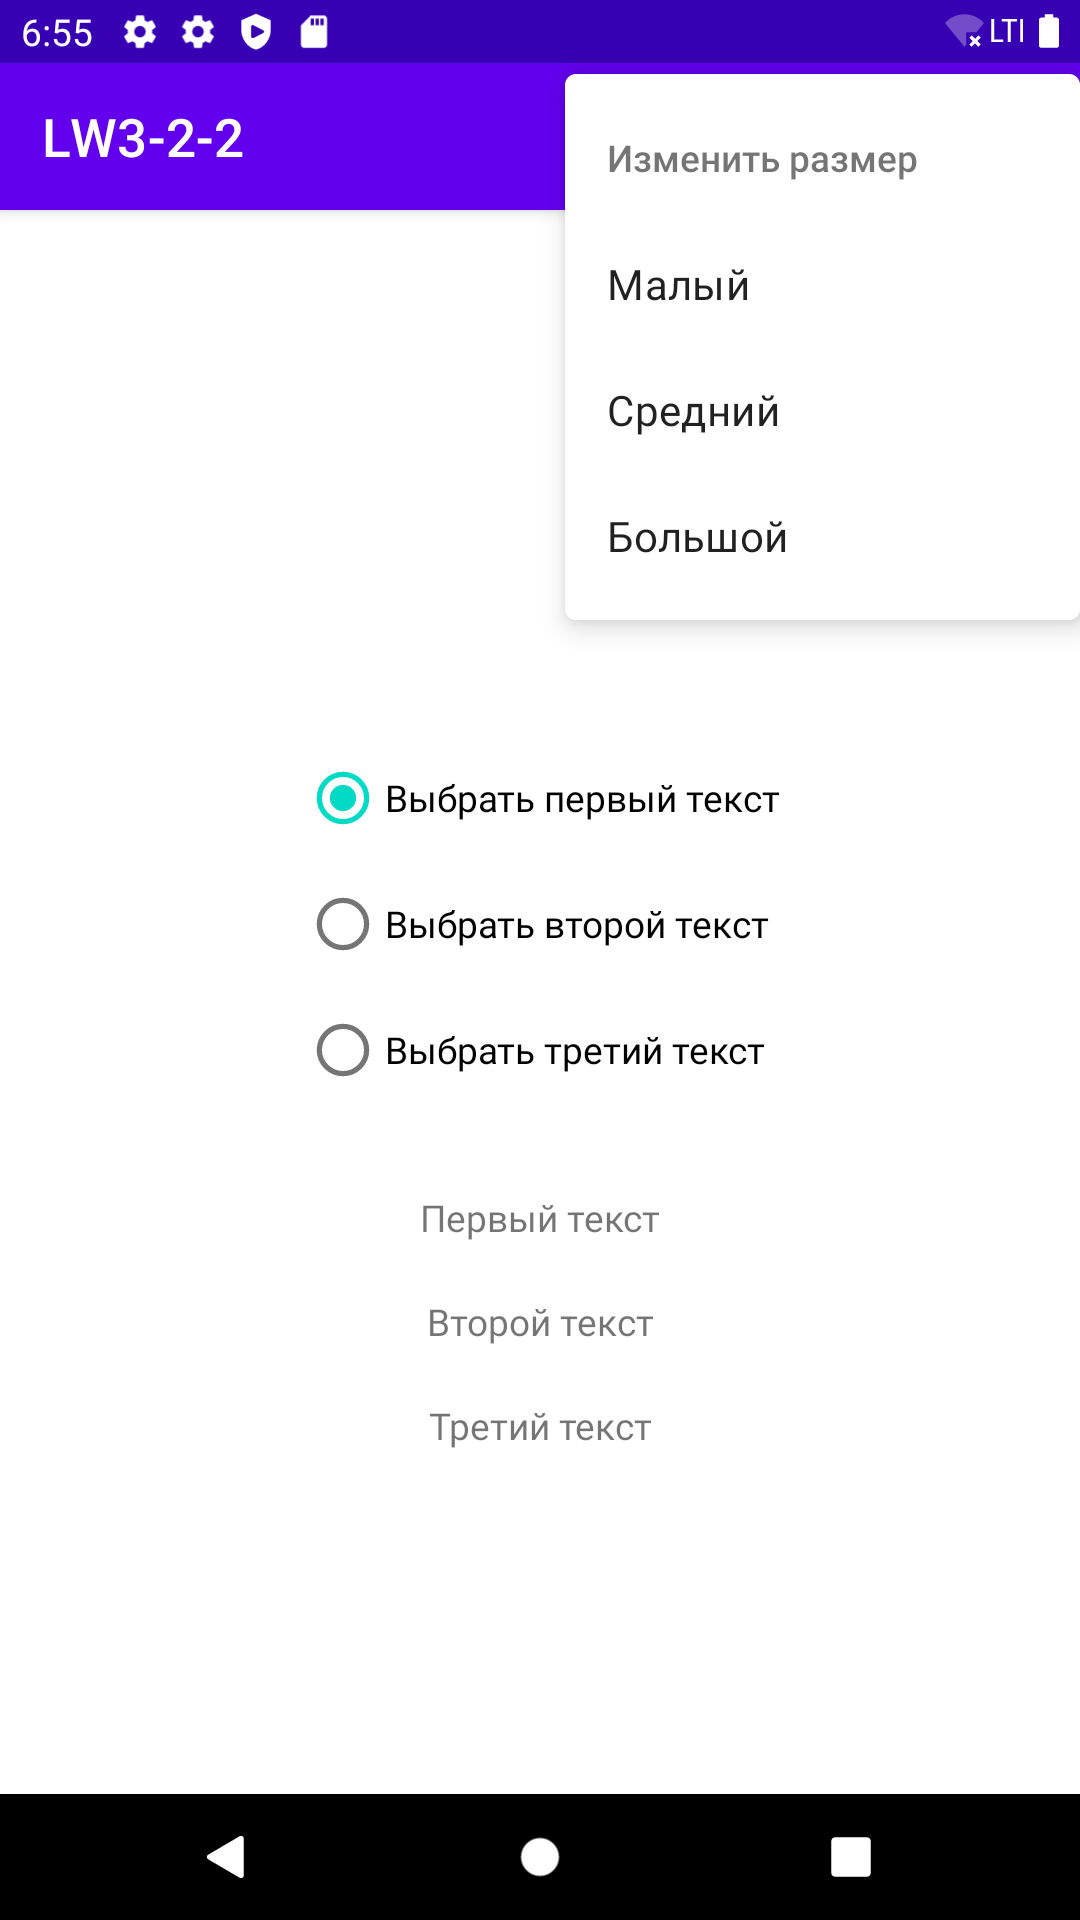 6:55
LTI
LW3-2-2
Изменить размер
Малый
Средний
Большой
Выбрать первый текст
Выбрать второй текст
Выбрать третий текст
Первый текст
Второй текст
Третий текст